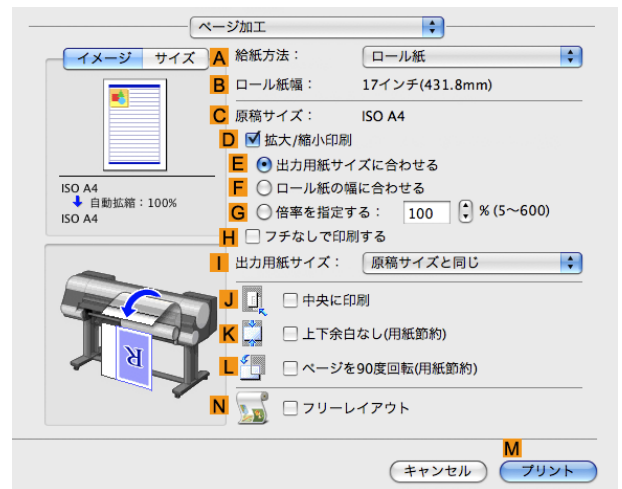 ページ加工
イメージ サイズ
A 給紙方法： ロール紙
B ロール紙幅： 17インチ(431.8mm)
C 原稿サイズ： ISO A4
D 拡大/縮小印刷
E 出力用紙サイズに合わせる
F ロール紙の幅に合わせる
G 倍率を指定する： 100 % (5〜600)
H フチなしで印刷する
I 出力用紙サイズ： 原稿サイズと同じ
ISO A4
自動拡縮：100%
ISO A4
R
J 中央に印刷
K 上下余白なし(用紙節約)
L ページを90度回転(用紙節約)
N フリーレイアウト
M
キャンセル プリント